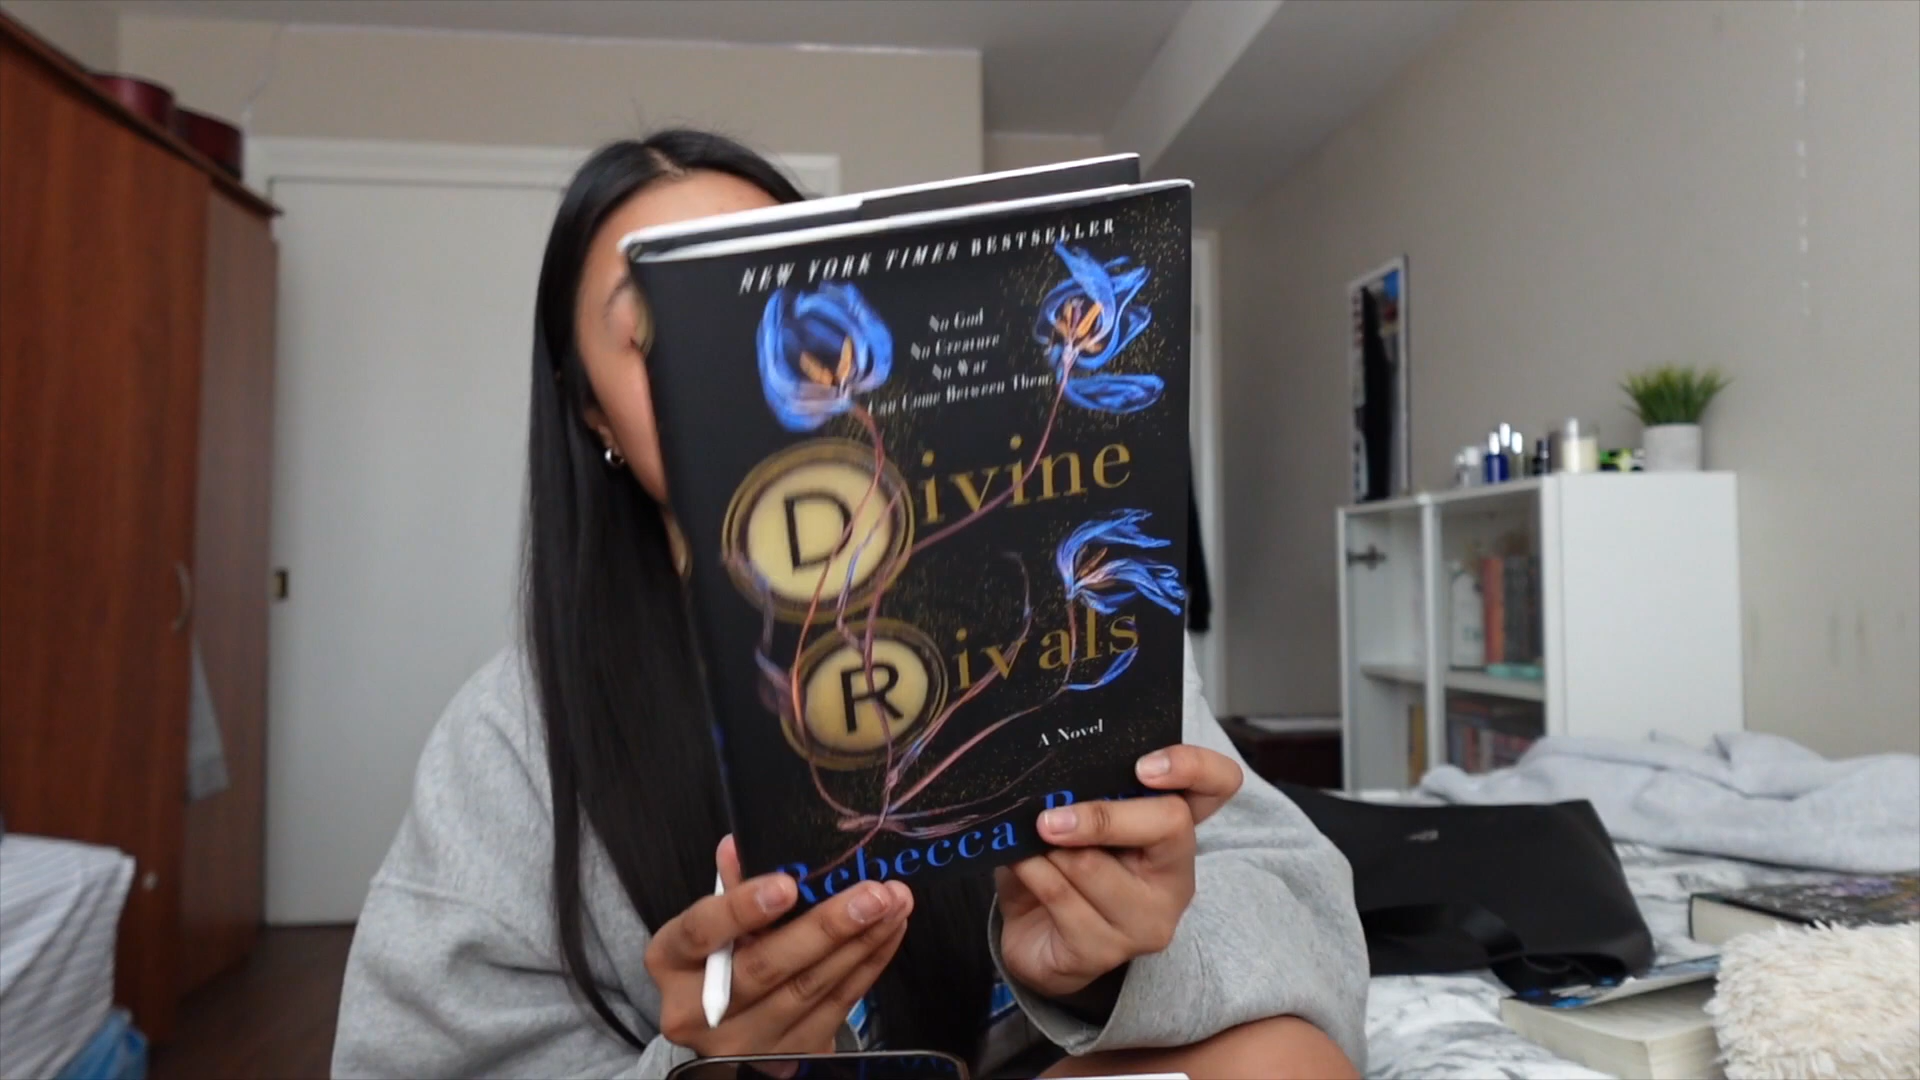 NEW YORK TIMES BESTSELLER
No God
No Creature
No War
Can Come Between Them
Divine
Rivals
A Novel
Rebecca